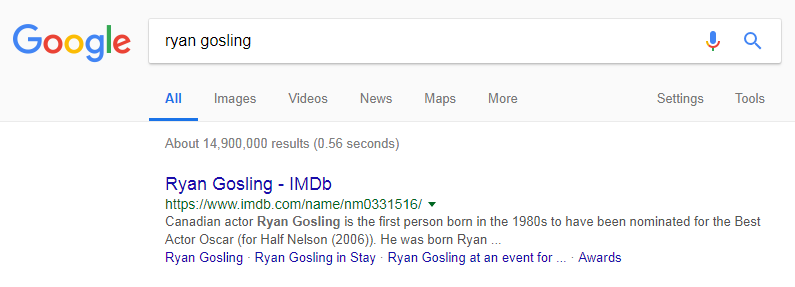 Google ryan gosling
All Images Videos News Maps More Settings Tools
About 14,900,000 results (0.56 seconds)
Ryan Gosling - IMDb
https://www.imdb.com/name/nm0331516/
Canadian actor Ryan Gosling is the first person born in the 1980s to have been nominated for the Best
Actor Oscar (for Half Nelson (2006)). He was born Ryan ...
Ryan Gosling · Ryan Gosling in Stay · Ryan Gosling at an event for ... · Awards